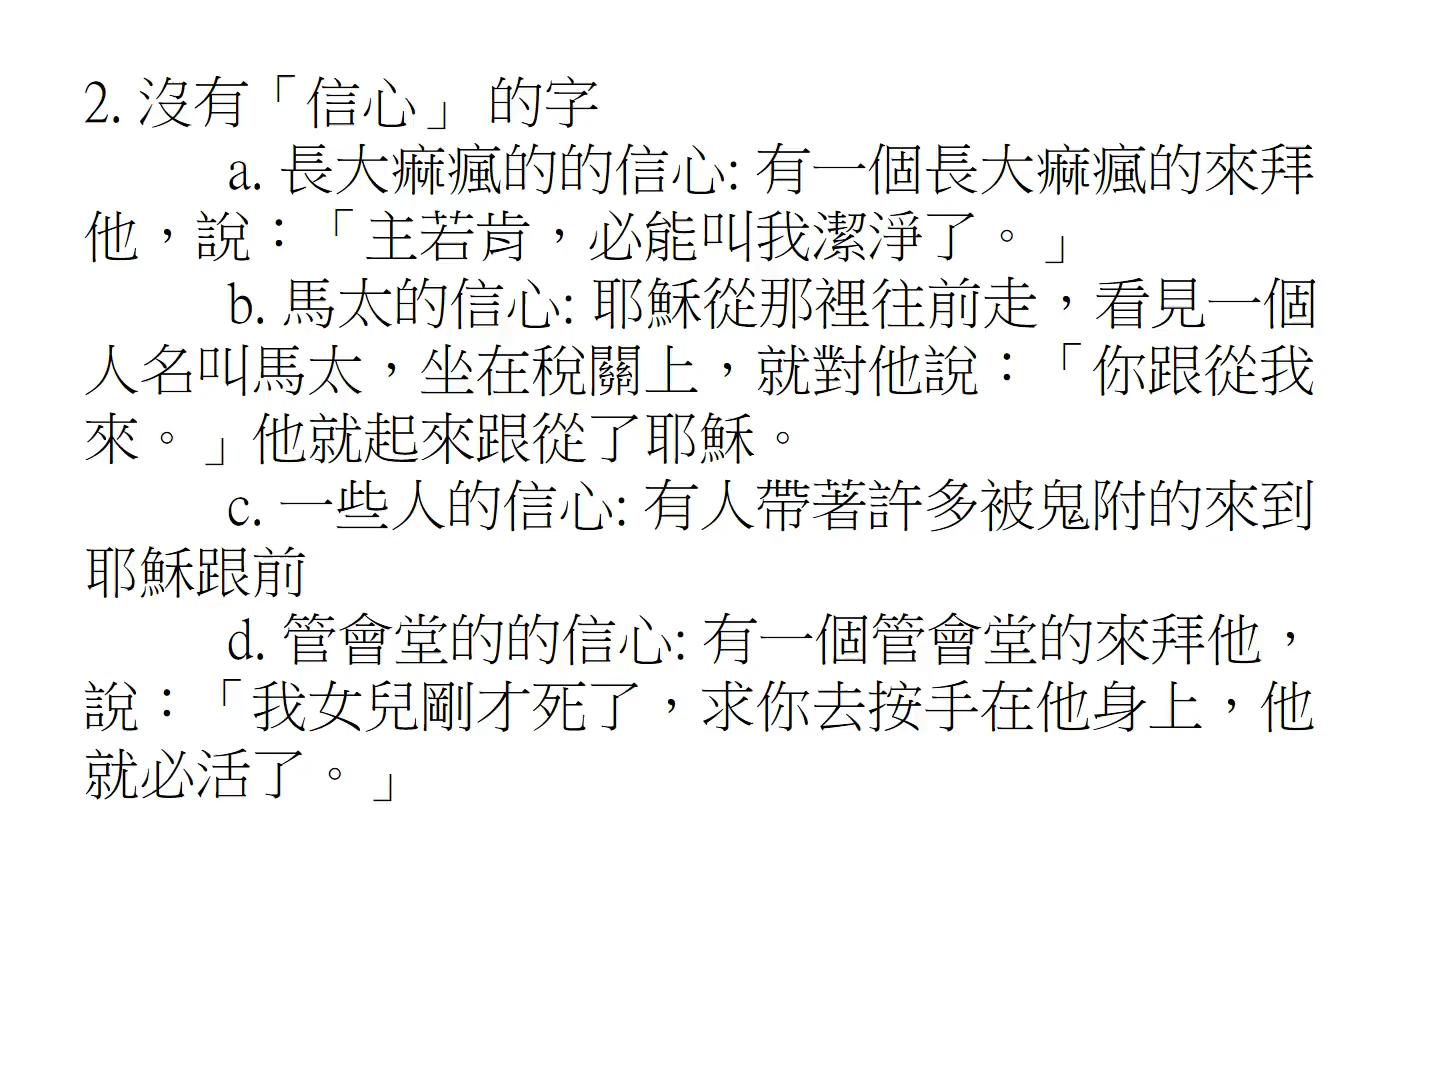 2. 沒有「信心」 的字
a. 長大痲瘋的的信心: 有一個長大痲瘋的來拜
他，說：「主若肯，必能叫我潔淨了。」
b. 馬太的信心: 耶穌從那裡往前走，看見一個
人名叫馬太，坐在稅關上，就對他說：「你跟從我
來。」他就起來跟從了耶穌。
c. 一些人的信心: 有人帶著許多被鬼附的來到
耶穌跟前
d. 管會堂的的信心: 有一個管會堂的來拜他，
說：「我女兒剛才死了，求你去按手在他身上，他
就必活了。」